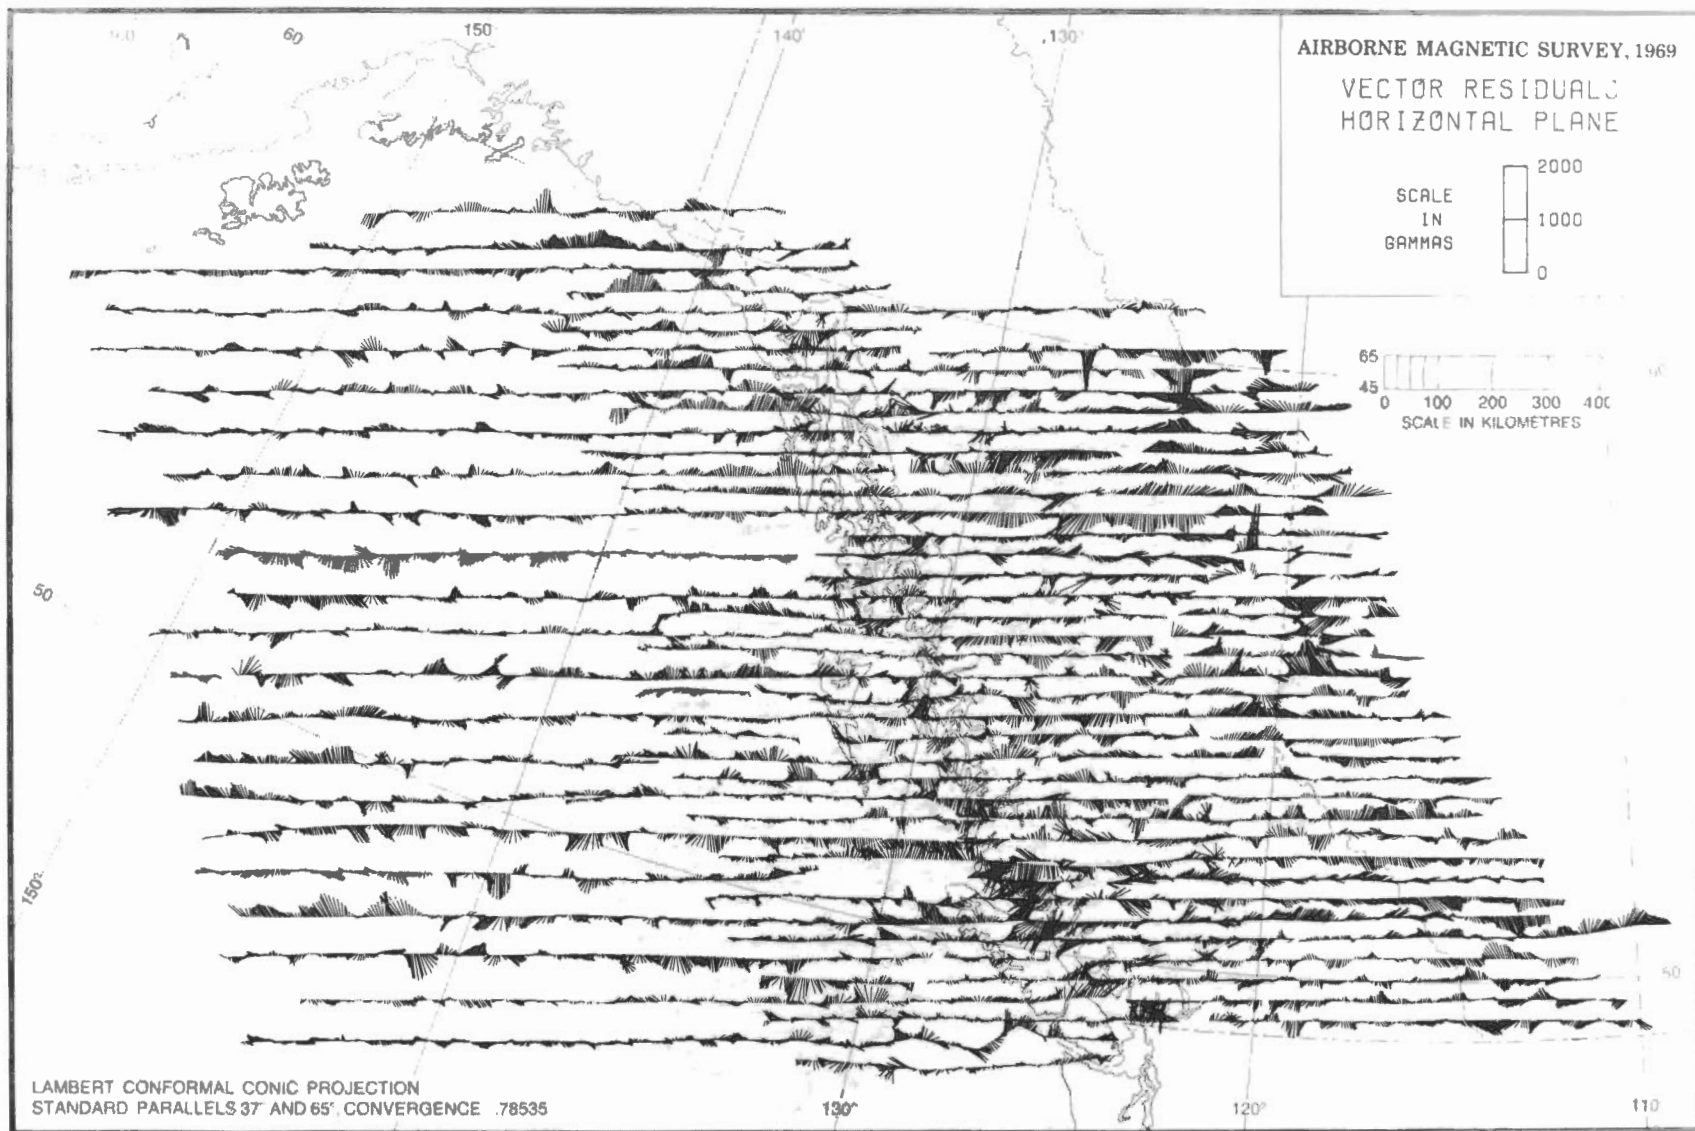 60
150
140°
130
AIRBORNE MAGNETIC SURVEY, 1969
VECTOR RESIDUALS
HORIZONTAL PLANE
SCALE
IN
GAMMAS
2000
1000
0
65
45
0 100 200 300 400
SCALE IN KILOMETRES
60
50
150°
50
LAMBERT CONFORMAL CONIC PROJECTION
STANDARD PARALLELS 37° AND 65°, CONVERGENCE .78535
130°
120°
110